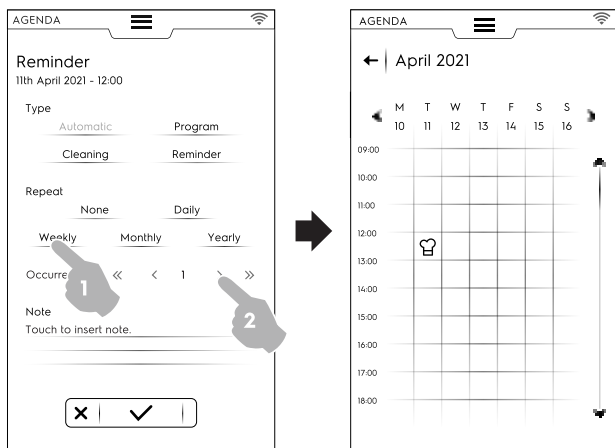 AGENDA
Reminder
11th April 2021 - 12:00
Type
Automatic Program
Cleaning Reminder
Repeat
None Daily
Weekly Monthly Yearly
Occurre « < 1 > »
1
2
Note
Touch to insert note.
AGENDA
April 2021
M T W T F S S
10 11 12 13 14 15 16
09:00
10:00
11:00
12:00
13:00
14:00
15:00
16:00
17:00
18:00